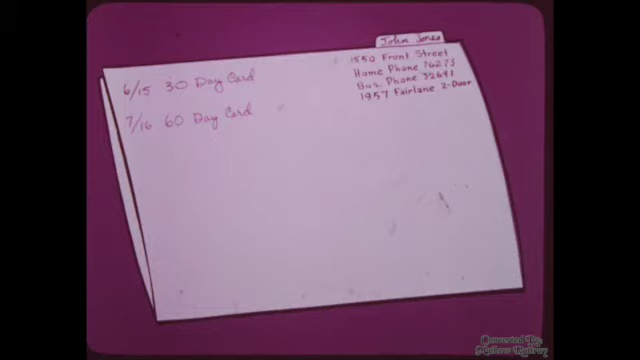 John Jones
1550 Front Street
Home Phone 76273
Bus. Phone 32641
1957 Fairlane 2-Door
6/15 30 Day Card
7/16 60 Day Card
Converted By: